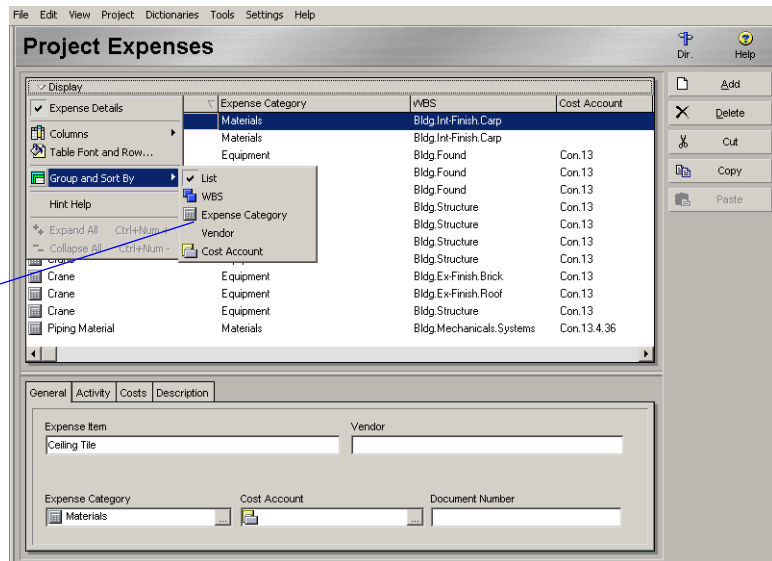 File Edit View Project Dictionaries Tools Settings Help
Project Expenses
Dir. Help
Display
Expense Category WBS Cost Account
Expense Details
Materials Bldg.Int-Finish.Carp
Materials Bldg.Int-Finish.Carp
Columns
Equipment Bldg.Found Con.13
Table Font and Row...
Bldg.Found Con.13
Group and Sort By List
Bldg.Found Con.13
WBS
Hint Help
Bldg.Structure Con.13
Expense Category
Bldg.Structure Con.13
Expand All Ctrl+Num +
Vendor
Bldg.Structure Con.13
Collapse All Ctrl+Num -
Cost Account
Crane Bldg.Structure Con.13
Crane Equipment Bldg.Ex-Finish.Brick Con.13
Crane Equipment Bldg.Ex-Finish.Roof Con.13
Crane Equipment Bldg.Structure Con.13
Piping Material Materials Bldg.Mechanicals.Systems Con.13.4.36
Add
Delete
Cut
Copy
Paste
General Activity Costs Description
Expense Item Vendor
Ceiling Tile
Expense Category Cost Account Document Number
Materials ... ...